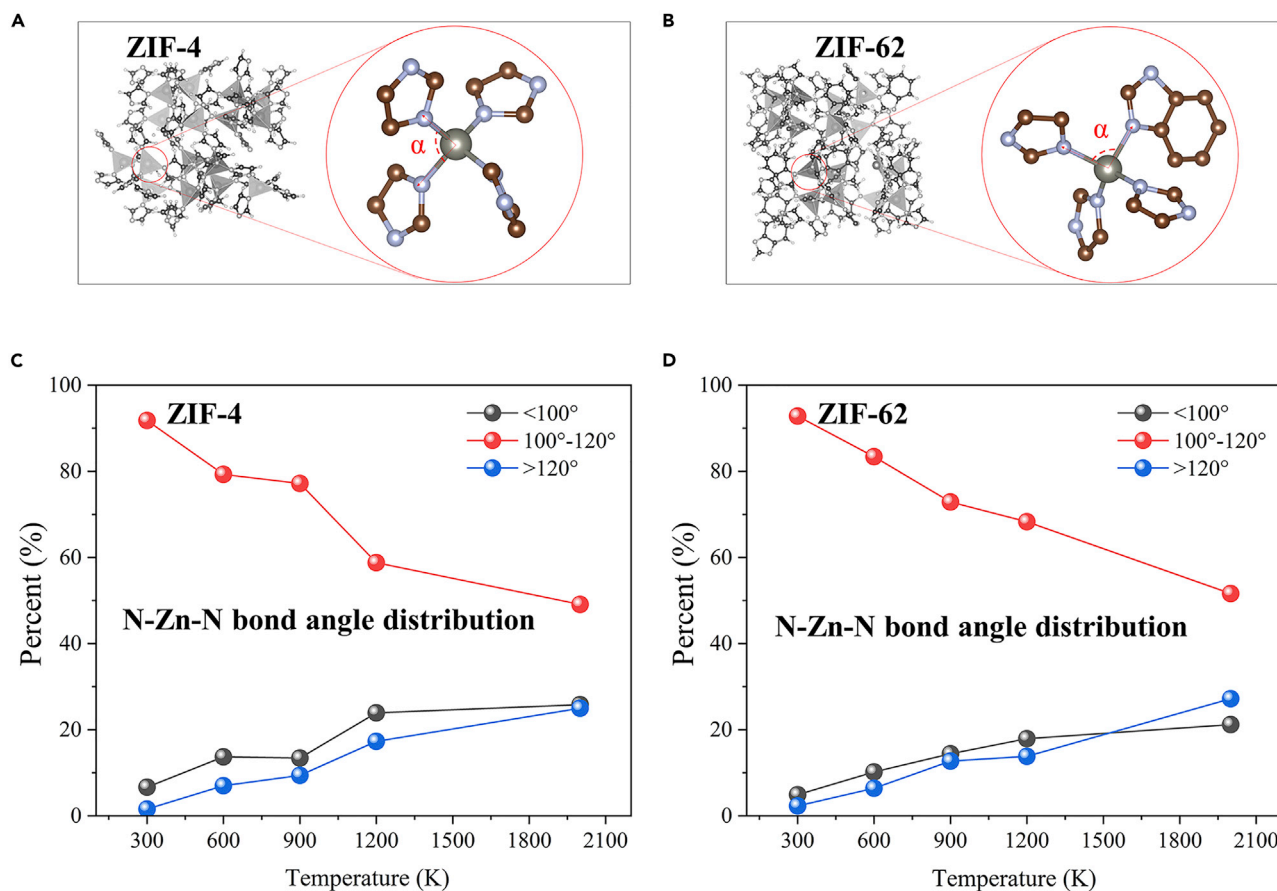 A
ZIF-4
α
B
ZIF-62
α
C
ZIF-4
<100°
100°-120°
>120°
N-Zn-N bond angle distribution
Percent (%)
100
80
60
40
20
0
300 600 900 1200 1500 1800 2100
Temperature (K)
D
ZIF-62
<100°
100°-120°
>120°
N-Zn-N bond angle distribution
Percent (%)
100
80
60
40
20
0
300 600 900 1200 1500 1800 2100
Temperature (K)